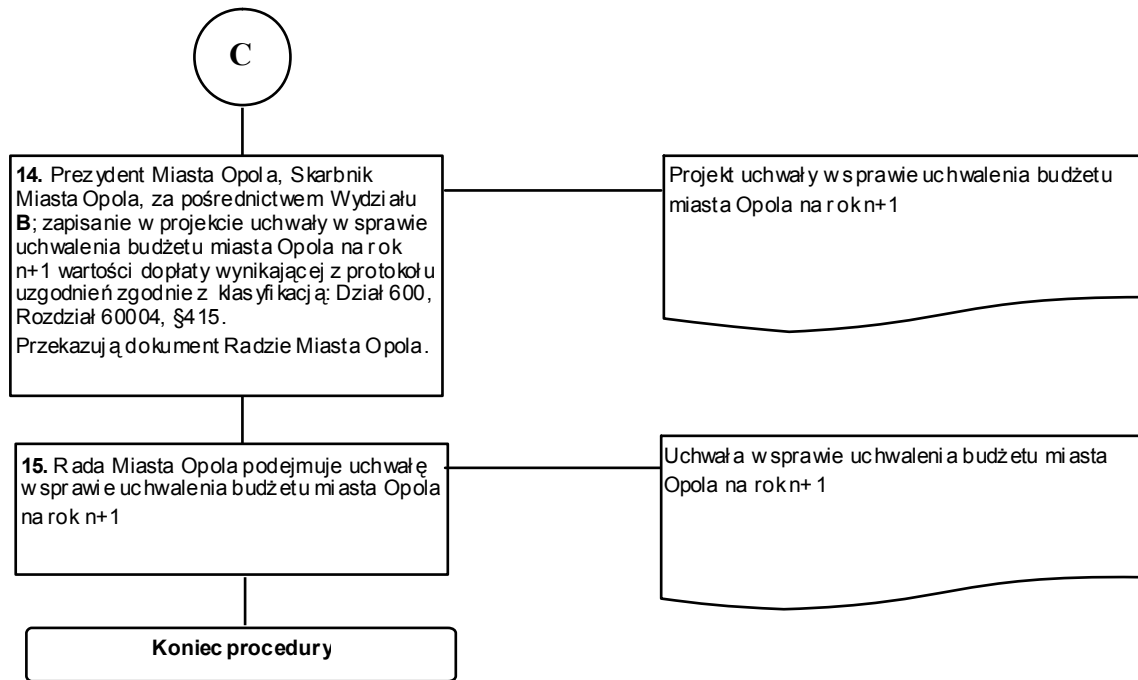 C
14. Prezydent Miasta Opola, Skarbnik
Miasta Opola, za pośrednictwem Wydziału
B; zapisanie w projekcie uchwały w sprawie
uchwalenia budżetu miasta Opola na rok
n+1 wartości dopłaty wynikającej z protokołu
uzgodnień zgodnie z klasyfikacją: Dział 600,
Rozdział 60004, §415.
Przekazują dokument Radzie Miasta Opola.
Projekt uchwały w sprawie uchwalenia budżetu
miasta Opola na rok n+1
15. Rada Miasta Opola podejmuje uchwałę
w sprawie uchwalenia budżetu miasta Opola
na rok n+1
Uchwała w sprawie uchwalenia budżetu miasta
Opola na rok n+1
Koniec procedury